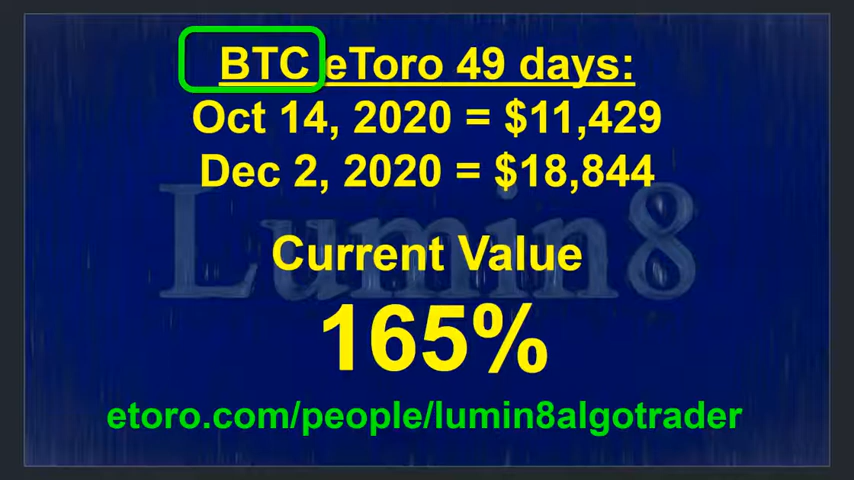 BTC eToro 49 days:
Oct 14, 2020 = $11,429
Dec 2, 2020 = $18,844
Lumin8
Current Value
165%
etoro.com/people/lumin8algotrader